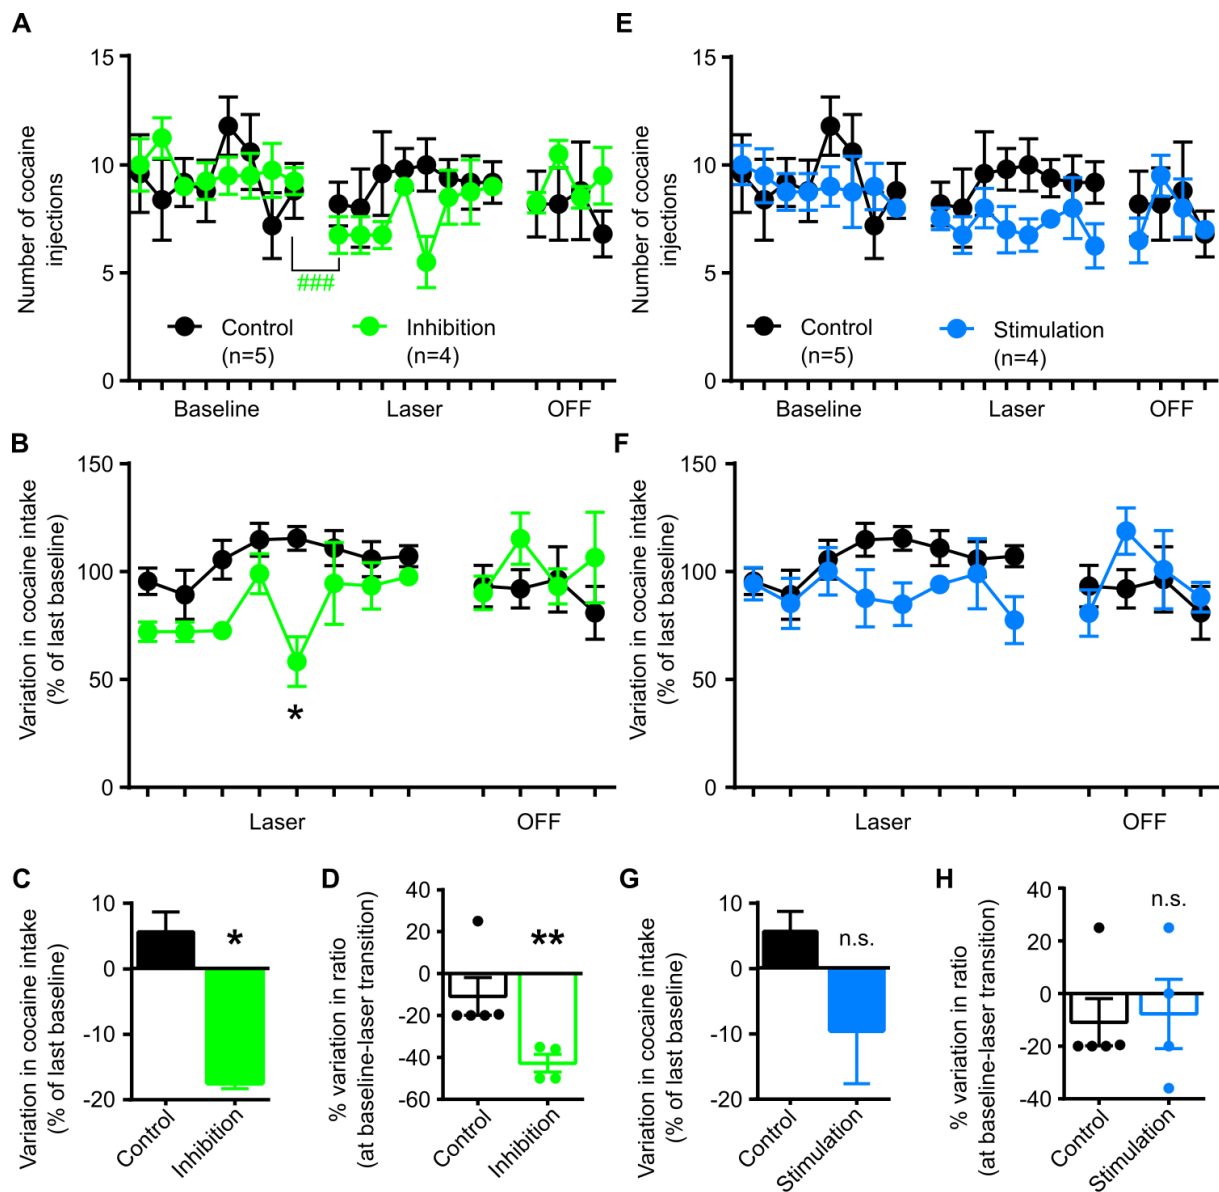 A
Number of cocaine
injections
15
10
5
0
###
Control
(n=5)
Inhibition
(n=4)
Baseline
Laser
OFF
E
Number of cocaine
injections
15
10
5
0
Control
(n=5)
Stimulation
(n=4)
Baseline
Laser
OFF
B
Variation in cocaine intake
(% of last baseline)
150
100
50
0
*
Laser
OFF
F
Variation in cocaine intake
(% of last baseline)
150
100
50
0
Laser
OFF
C
Variation in cocaine intake
(% of last baseline)
10
0
-10
-20
*
Control
Inhibition
D
% variation in ratio
(at baseline-laser transition)
40
20
0
-20
-40
-60
**
Control
Inhibition
G
Variation in cocaine intake
(% of last baseline)
10
0
-10
-20
n.s.
Control
Stimulation
H
% variation in ratio
(at baseline-laser transition)
40
20
0
-20
-40
n.s.
Control
Stimulation